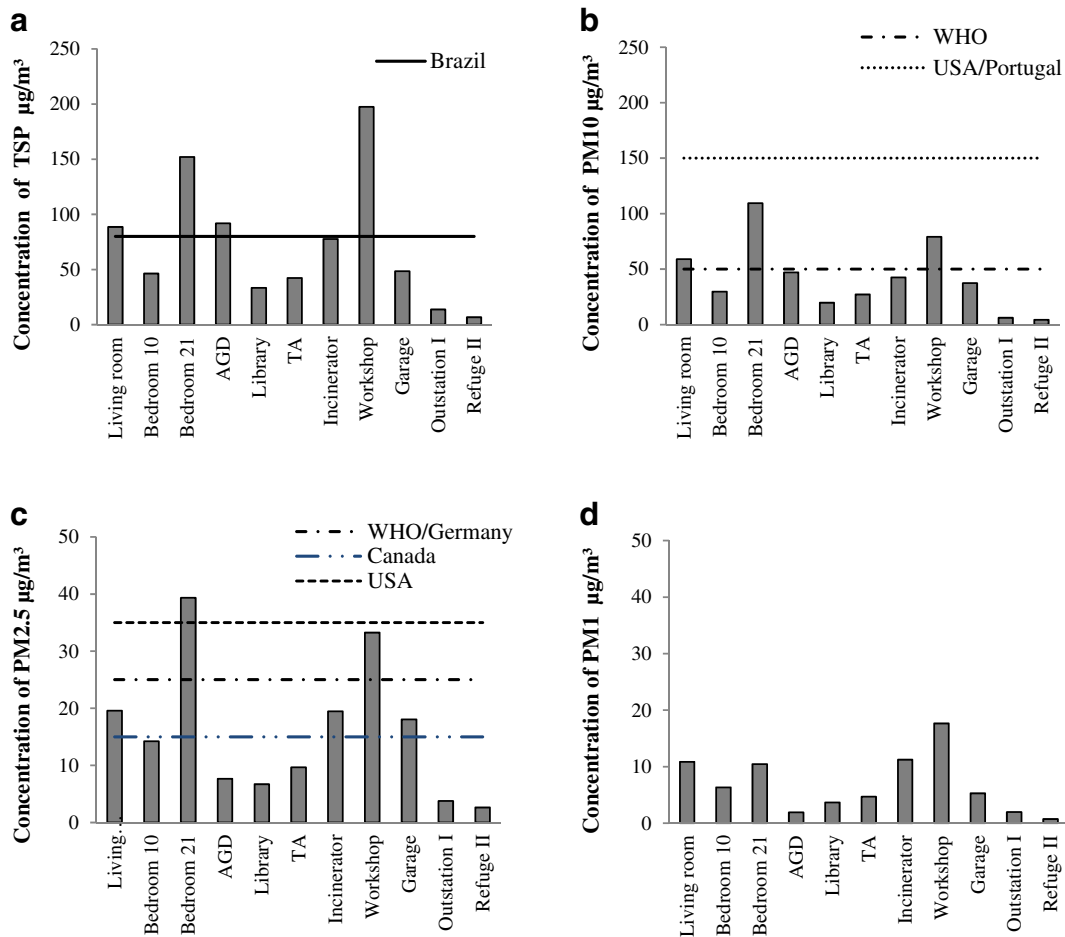 a
Concentration of TSP µg/m³
250
200
150
100
50
0
Brazil
Living room
Bedroom 10
Bedroom 21
AGD
Library
TA
Incinerator
Workshop
Garage
Outstation I
Refuge II
b
Concentration of PM10 µg/m³
250
200
150
100
50
0
WHO
USA/Portugal
Living room
Bedroom 10
Bedroom 21
AGD
Library
TA
Incinerator
Workshop
Garage
Outstation I
Refuge II
c
Concentration of PM2.5 µg/m³
50
40
30
20
10
0
WHO/Germany
Canada
USA
Living...
Bedroom 10
Bedroom 21
AGD
Library
TA
Incinerator
Workshop
Garage
Outstation I
Refuge II
d
Concentration of PM1 µg/m³
50
40
30
20
10
0
Living room
Bedroom 10
Bedroom 21
AGD
Library
TA
Incinerator
Workshop
Garage
Outstation I
Refuge II